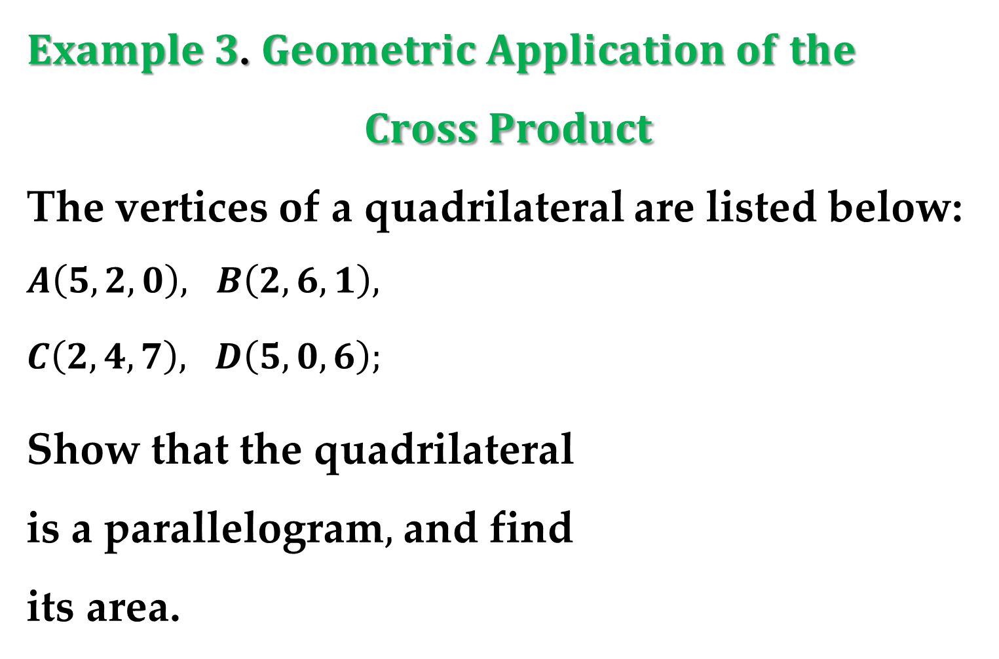 Example 3. Geometric Application of the
Cross Product
The vertices of a quadrilateral are listed below:
A(5, 2, 0), B(2, 6, 1),
C(2, 4, 7), D(5, 0, 6);
Show that the quadrilateral
is a parallelogram, and find
its area.